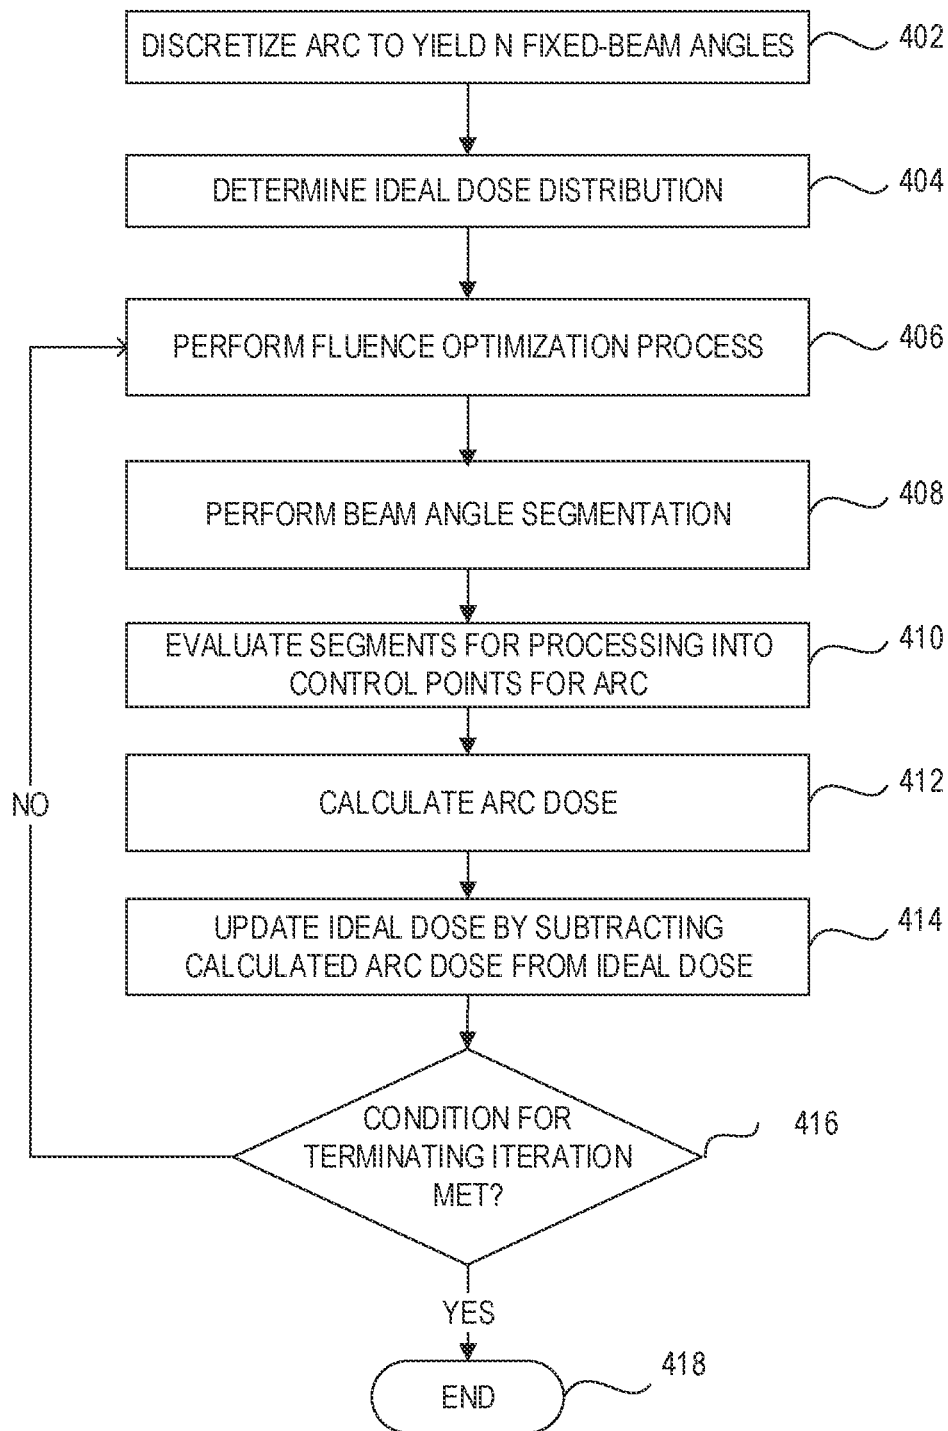 DISCRETIZE ARC TO YIELD N FIXED-BEAM ANGLES
402
DETERMINE IDEAL DOSE DISTRIBUTION
404
PERFORM FLUENCE OPTIMIZATION PROCESS
406
PERFORM BEAM ANGLE SEGMENTATION
408
EVALUATE SEGMENTS FOR PROCESSING INTO
CONTROL POINTS FOR ARC
410
CALCULATE ARC DOSE
412
NO
UPDATE IDEAL DOSE BY SUBTRACTING
CALCULATED ARC DOSE FROM IDEAL DOSE
414
CONDITION FOR
TERMINATING ITERATION
MET?
416
YES
END
418